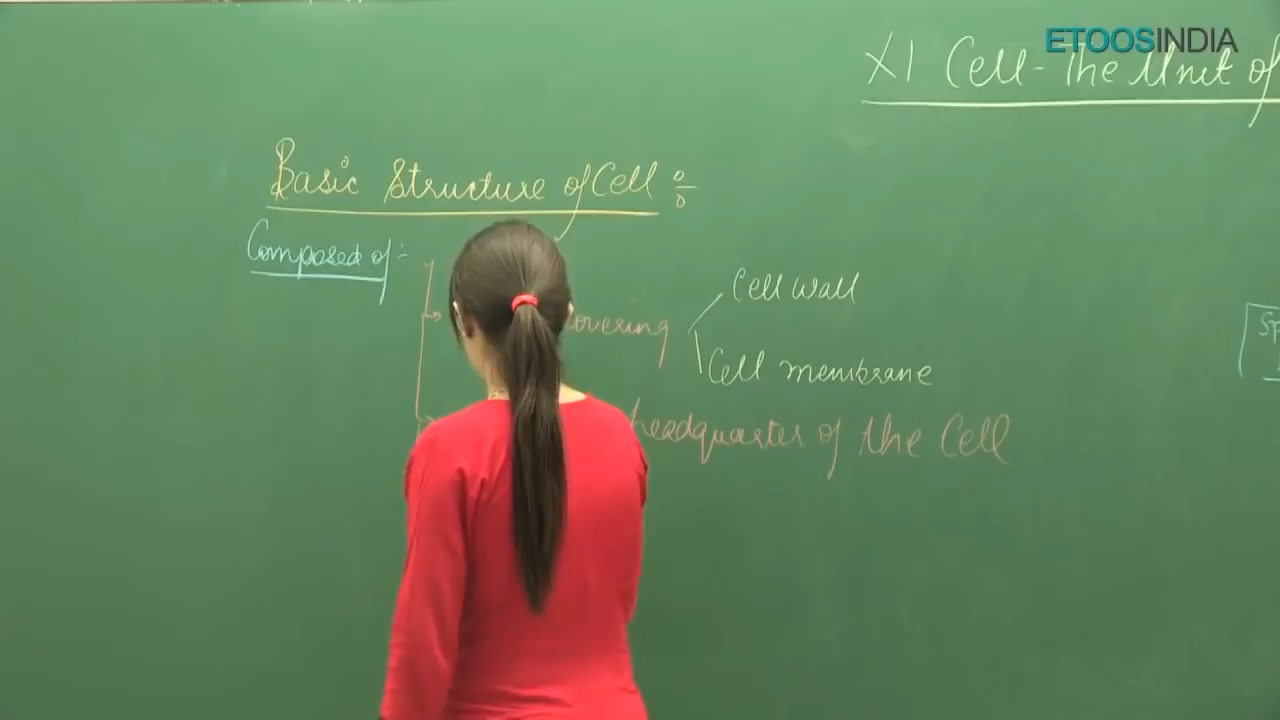 ETOOSINDIA
XI Cell - The Unit of
Basic Structure of Cell :-
Composed of :-
Cell wall
overing
Cell membrane
headquarter of the Cell
Sp